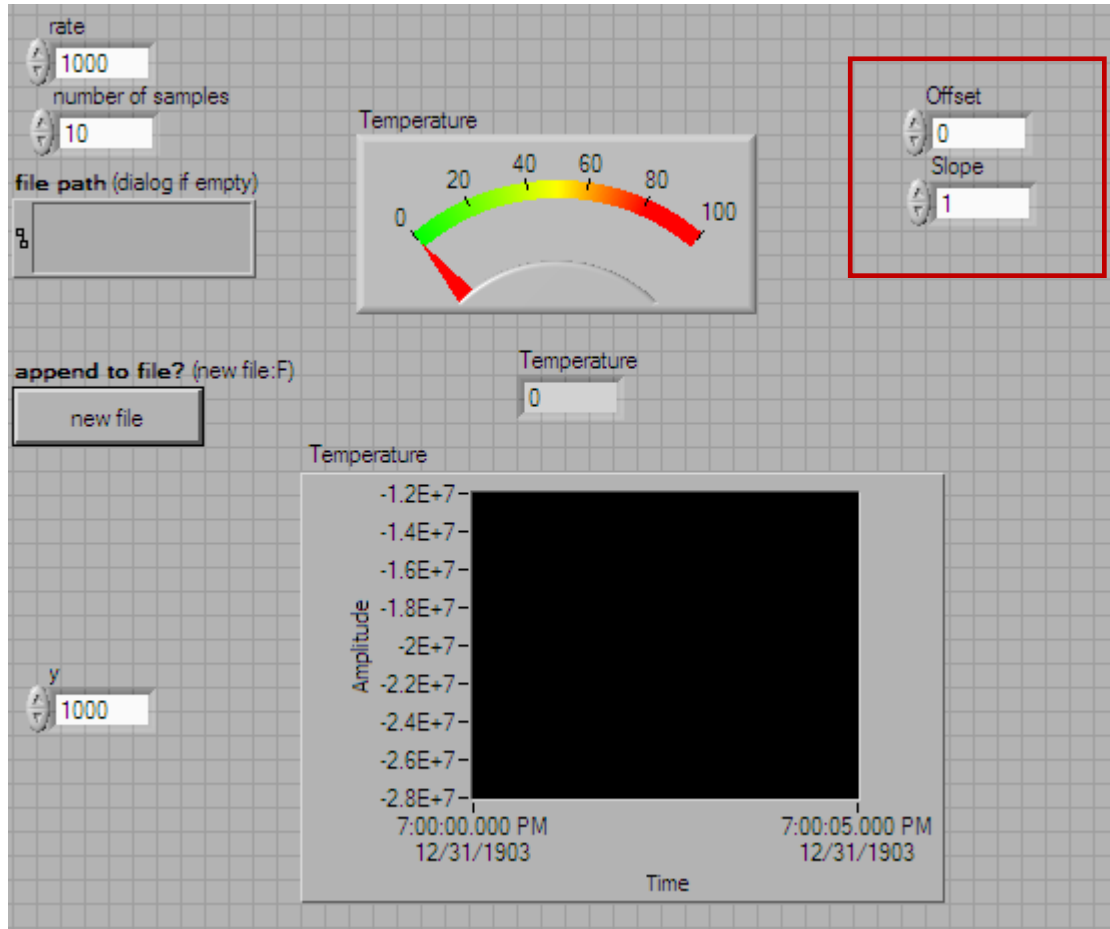 rate
1000
number of samples
10
file path (dialog if empty)
Temperature
0
20
40
60
80
100
Offset
0
Slope
1
append to file? (new file:F)
new file
Temperature
0
Temperature
-1.2E+7
-1.4E+7
-1.6E+7
-1.8E+7
-2E+7
-2.2E+7
-2.4E+7
-2.6E+7
-2.8E+7
Amplitude
7:00:00.000 PM
12/31/1903
7:00:05.000 PM
12/31/1903
Time
y
1000